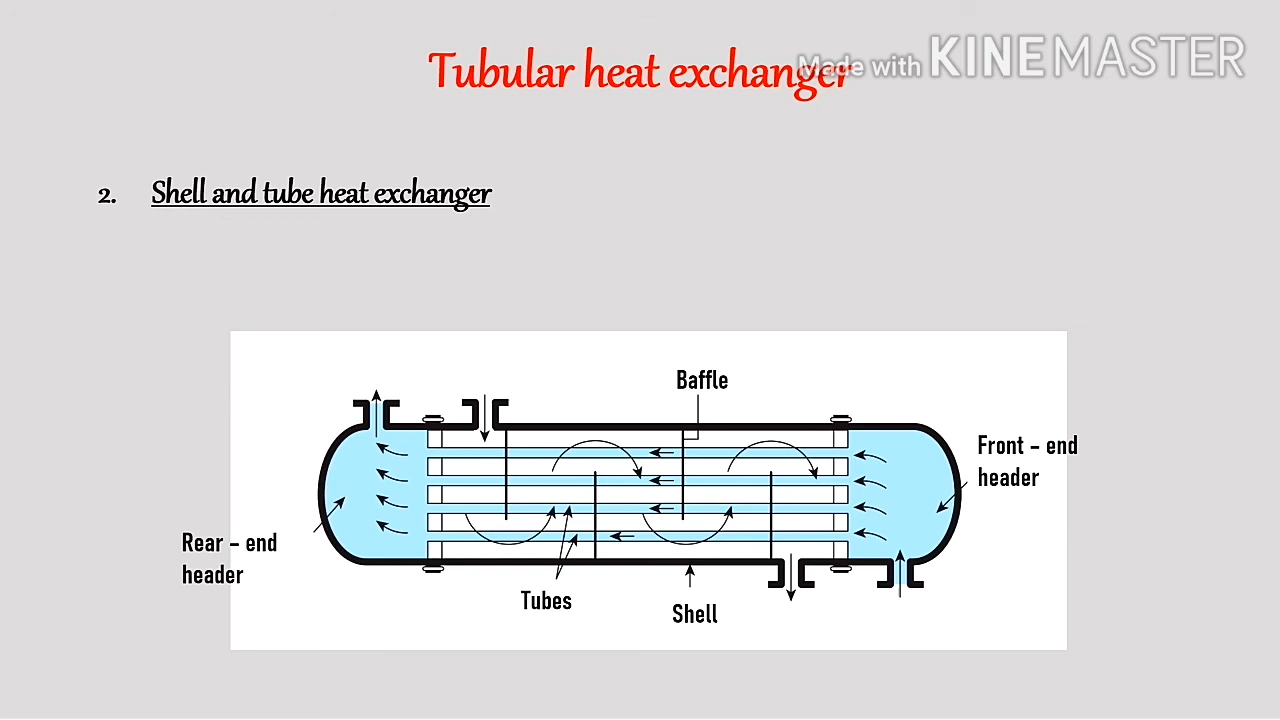 Tubular heat exchanger
Made with KINEMASTER
2. Shell and tube heat exchanger
Baffle
Front - end
header
Rear - end
header
Tubes
Shell